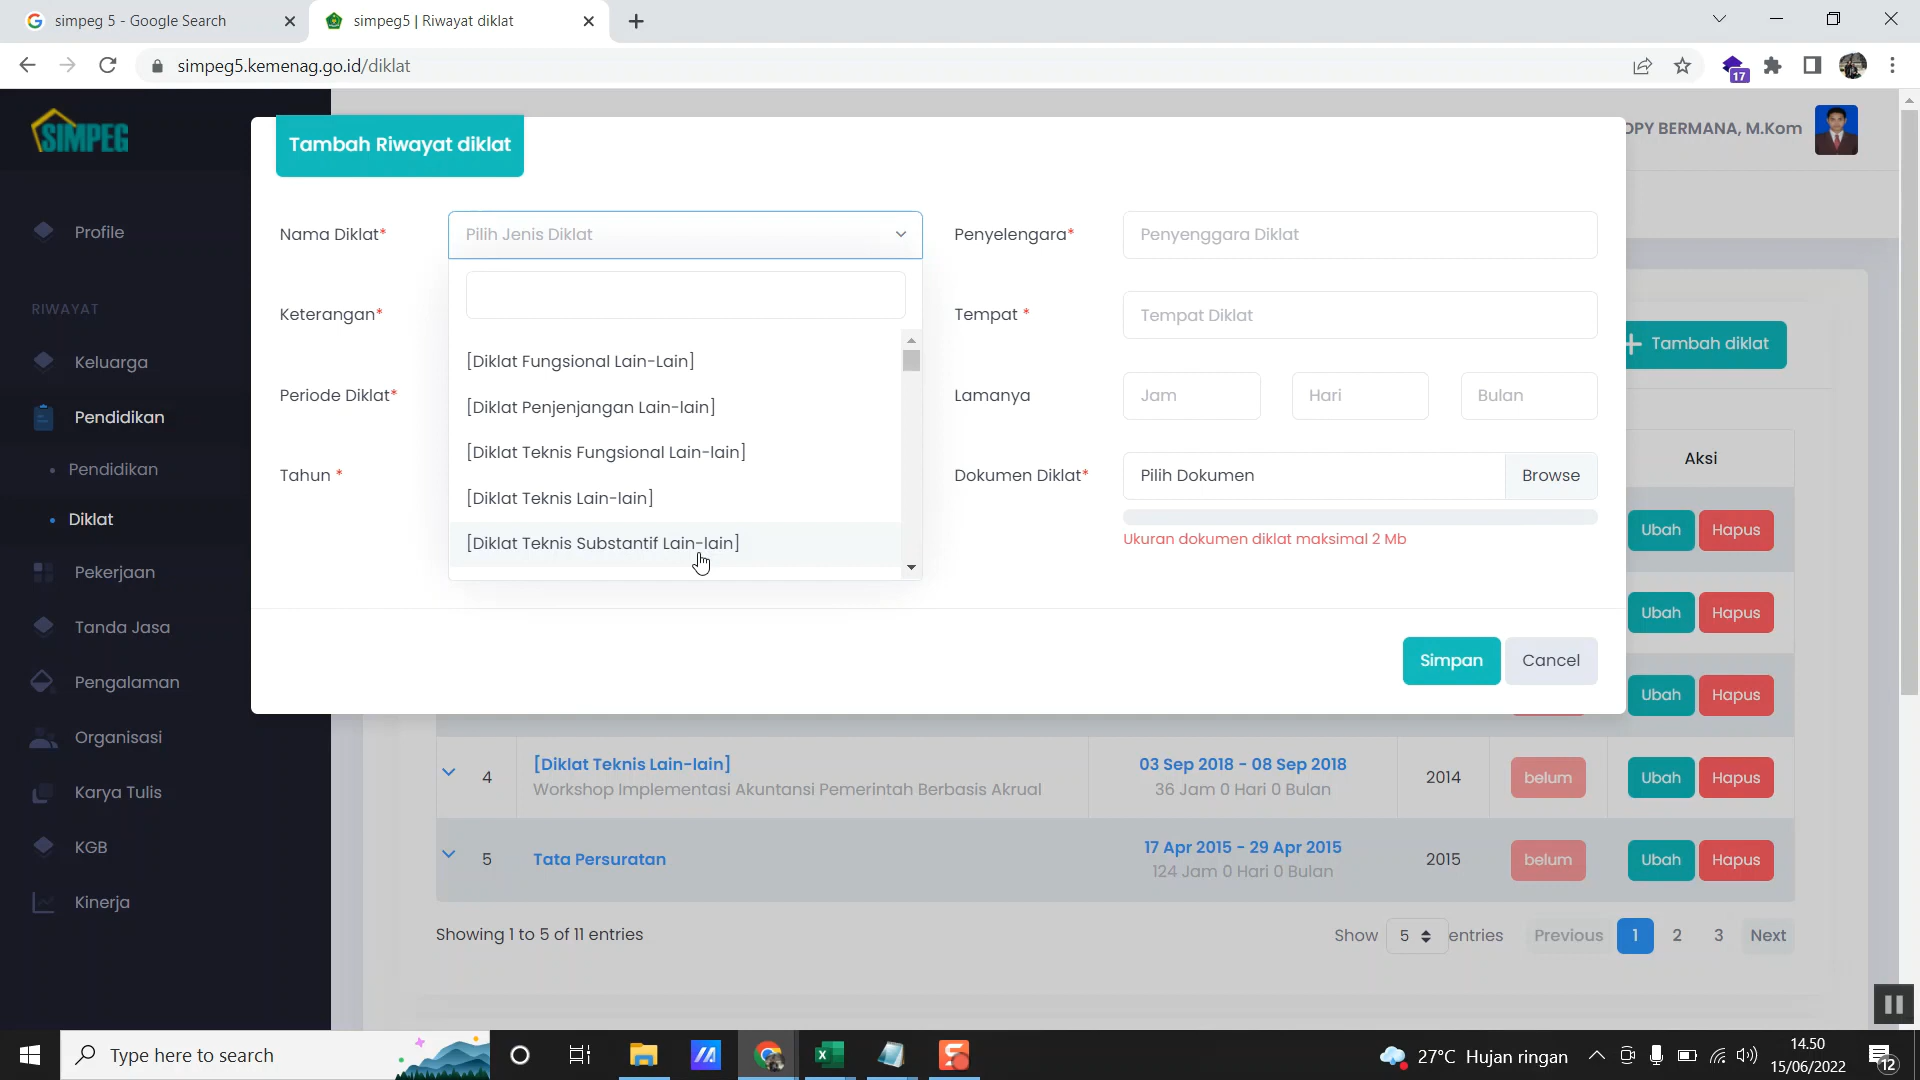 simpeg 5 - Google Search
simpeg5 | Riwayat diklat
simpeg5.kemenag.go.id/diklat
17
SIMPEG
OPY BERMANA, M.Kom
Tambah Riwayat diklat
Profile
RIWAYAT
Keluarga
Pendidikan
Pendidikan
Diklat
Pekerjaan
Tanda Jasa
Pengalaman
Organisasi
Karya Tulis
KGB
Kinerja
Nama Diklat*
Pilih Jenis Diklat
Penyelengara*
Penyenggara Diklat
Keterangan*
Tempat *
Tempat Diklat
[Diklat Fungsional Lain-Lain]
[Diklat Penjenjangan Lain-lain]
[Diklat Teknis Fungsional Lain-lain]
[Diklat Teknis Lain-lain]
[Diklat Teknis Substantif Lain-lain]
Periode Diklat*
Lamanya
Jam
Hari
Bulan
Tahun *
Dokumen Diklat*
Pilih Dokumen
Browse
Ukuran dokumen diklat maksimal 2 Mb
Simpan
Cancel
+ Tambah diklat
Aksi
Ubah Hapus
Ubah Hapus
Ubah Hapus
4 [Diklat Teknis Lain-lain] 03 Sep 2018 - 08 Sep 2018 2014 belum Ubah Hapus
Workshop Implementasi Akuntansi Pemerintah Berbasis Akrual 36 Jam 0 Hari 0 Bulan
5 Tata Persuratan 17 Apr 2015 - 29 Apr 2015 2015 belum Ubah Hapus
124 Jam 0 Hari 0 Bulan
Showing 1 to 5 of 11 entries
Show 5 entries Previous 1 2 3 Next
Type here to search
27°C Hujan ringan
14.50
15/06/2022
12